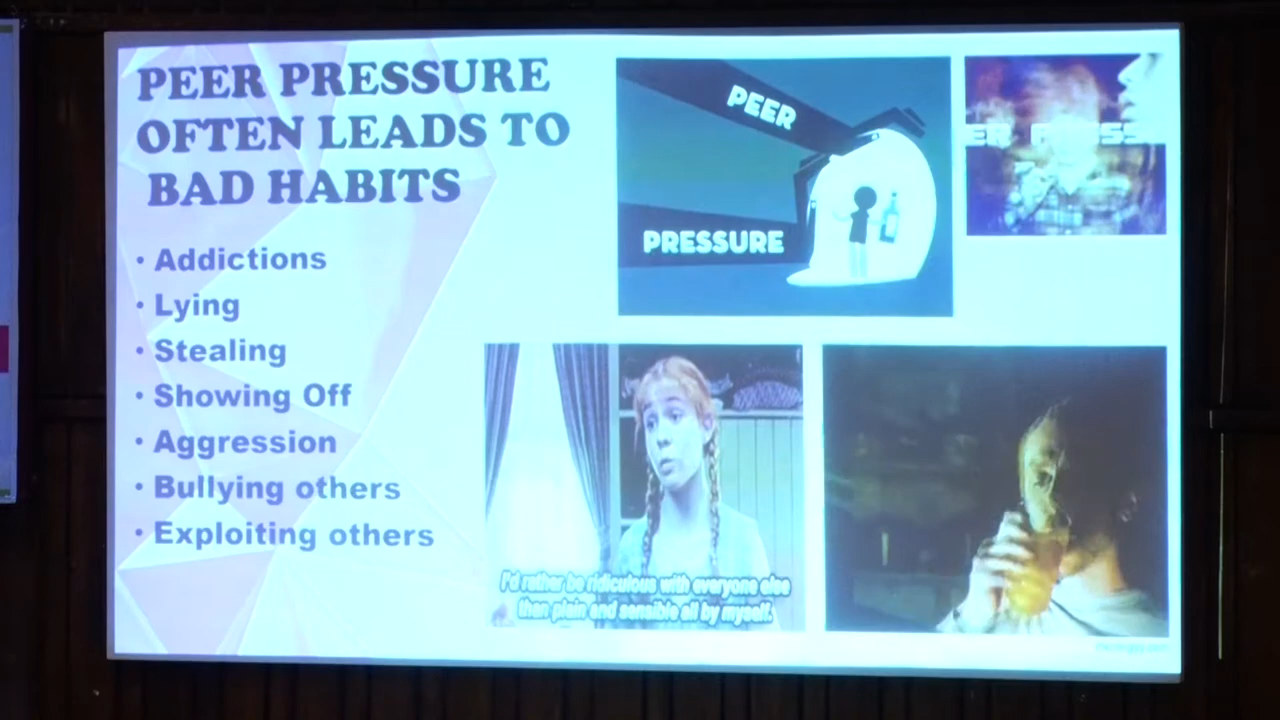 PEER PRESSURE
OFTEN LEADS TO
BAD HABITS
• Addictions
• Lying
• Stealing
• Showing Off
• Aggression
• Bullying others
• Exploiting others
PEER
PRESSURE
I'd rather be ridiculous with everyone else
than plain and sensible all by myself.